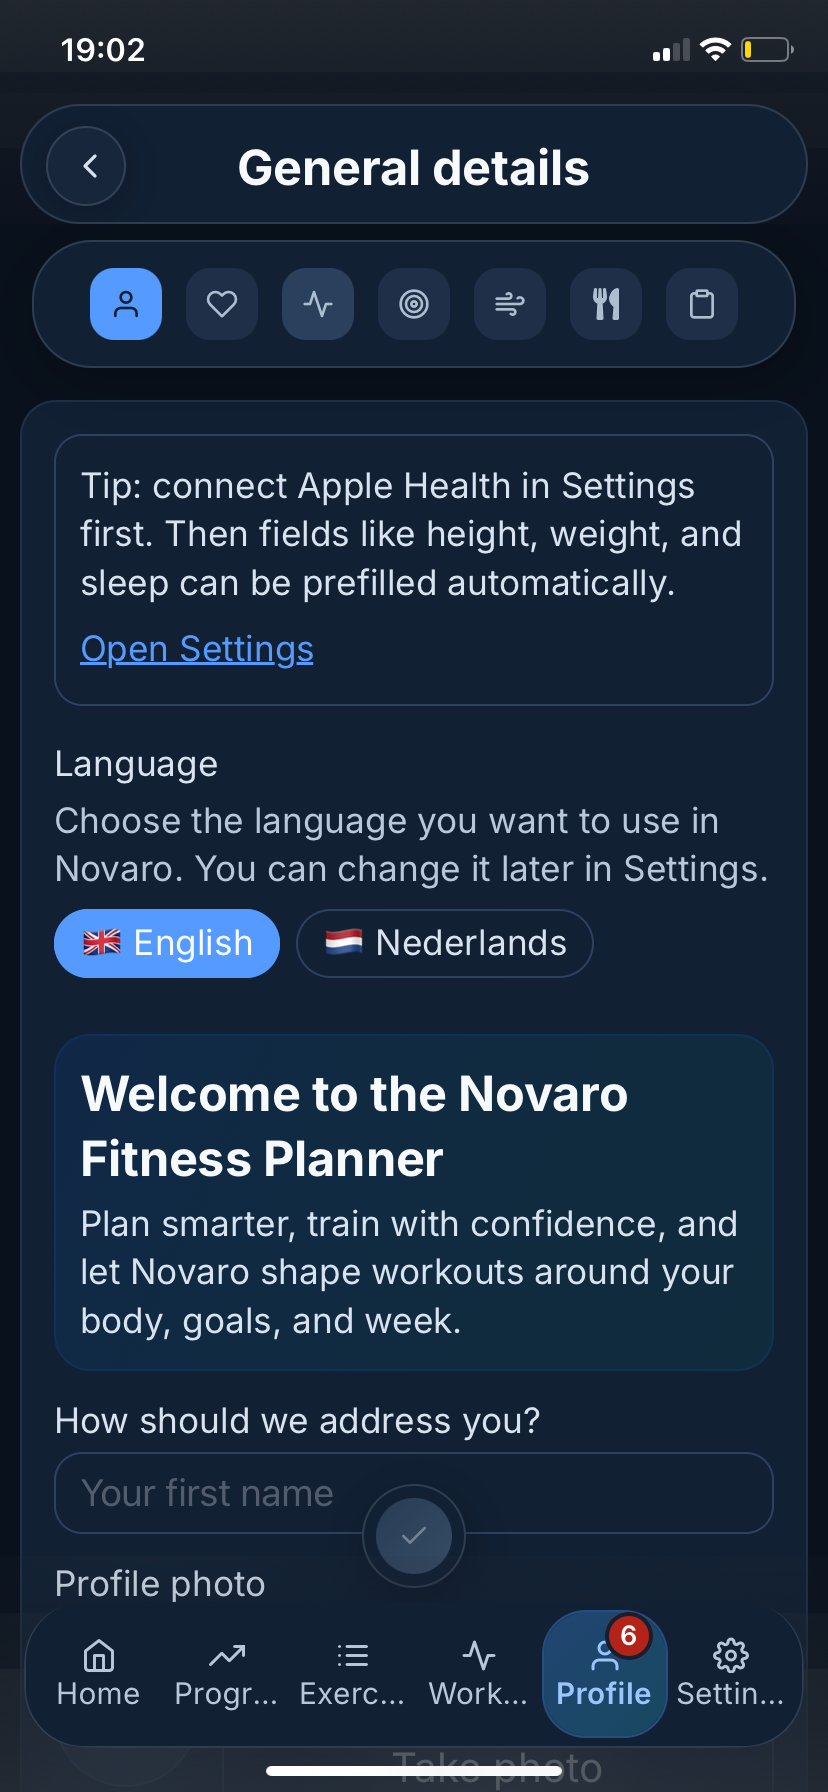 19:02
General details
Tip: connect Apple Health in Settings
first. Then fields like height, weight, and
sleep can be prefilled automatically.
Open Settings
Language
Choose the language you want to use in
Novaro. You can change it later in Settings.
🇬🇧 English
🇳🇱 Nederlands
Welcome to the Novaro
Fitness Planner
Plan smarter, train with confidence, and
let Novaro shape workouts around your
body, goals, and week.
How should we address you?
Your first name
Profile photo
6
Home
Progr...
Exerc...
Work...
Profile
Settin...
Take photo